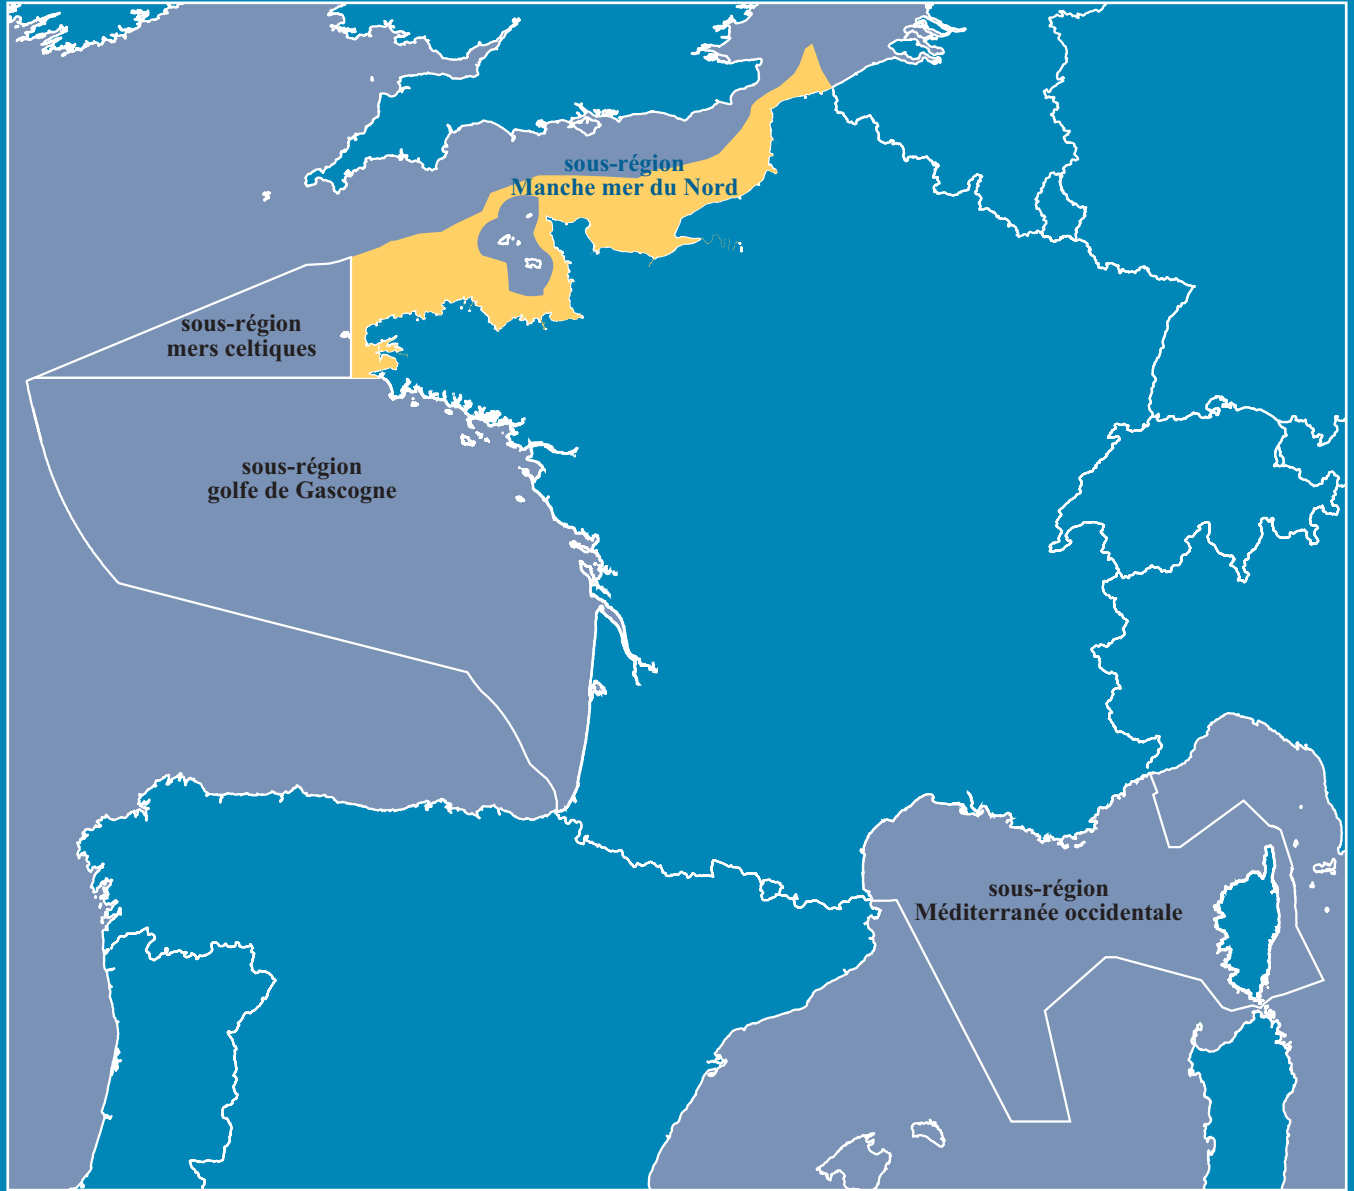 sous-région
Manche mer du Nord
sous-région
mers celtiques
sous-région
golfe de Gascogne
sous-région
Méditerranée occidentale